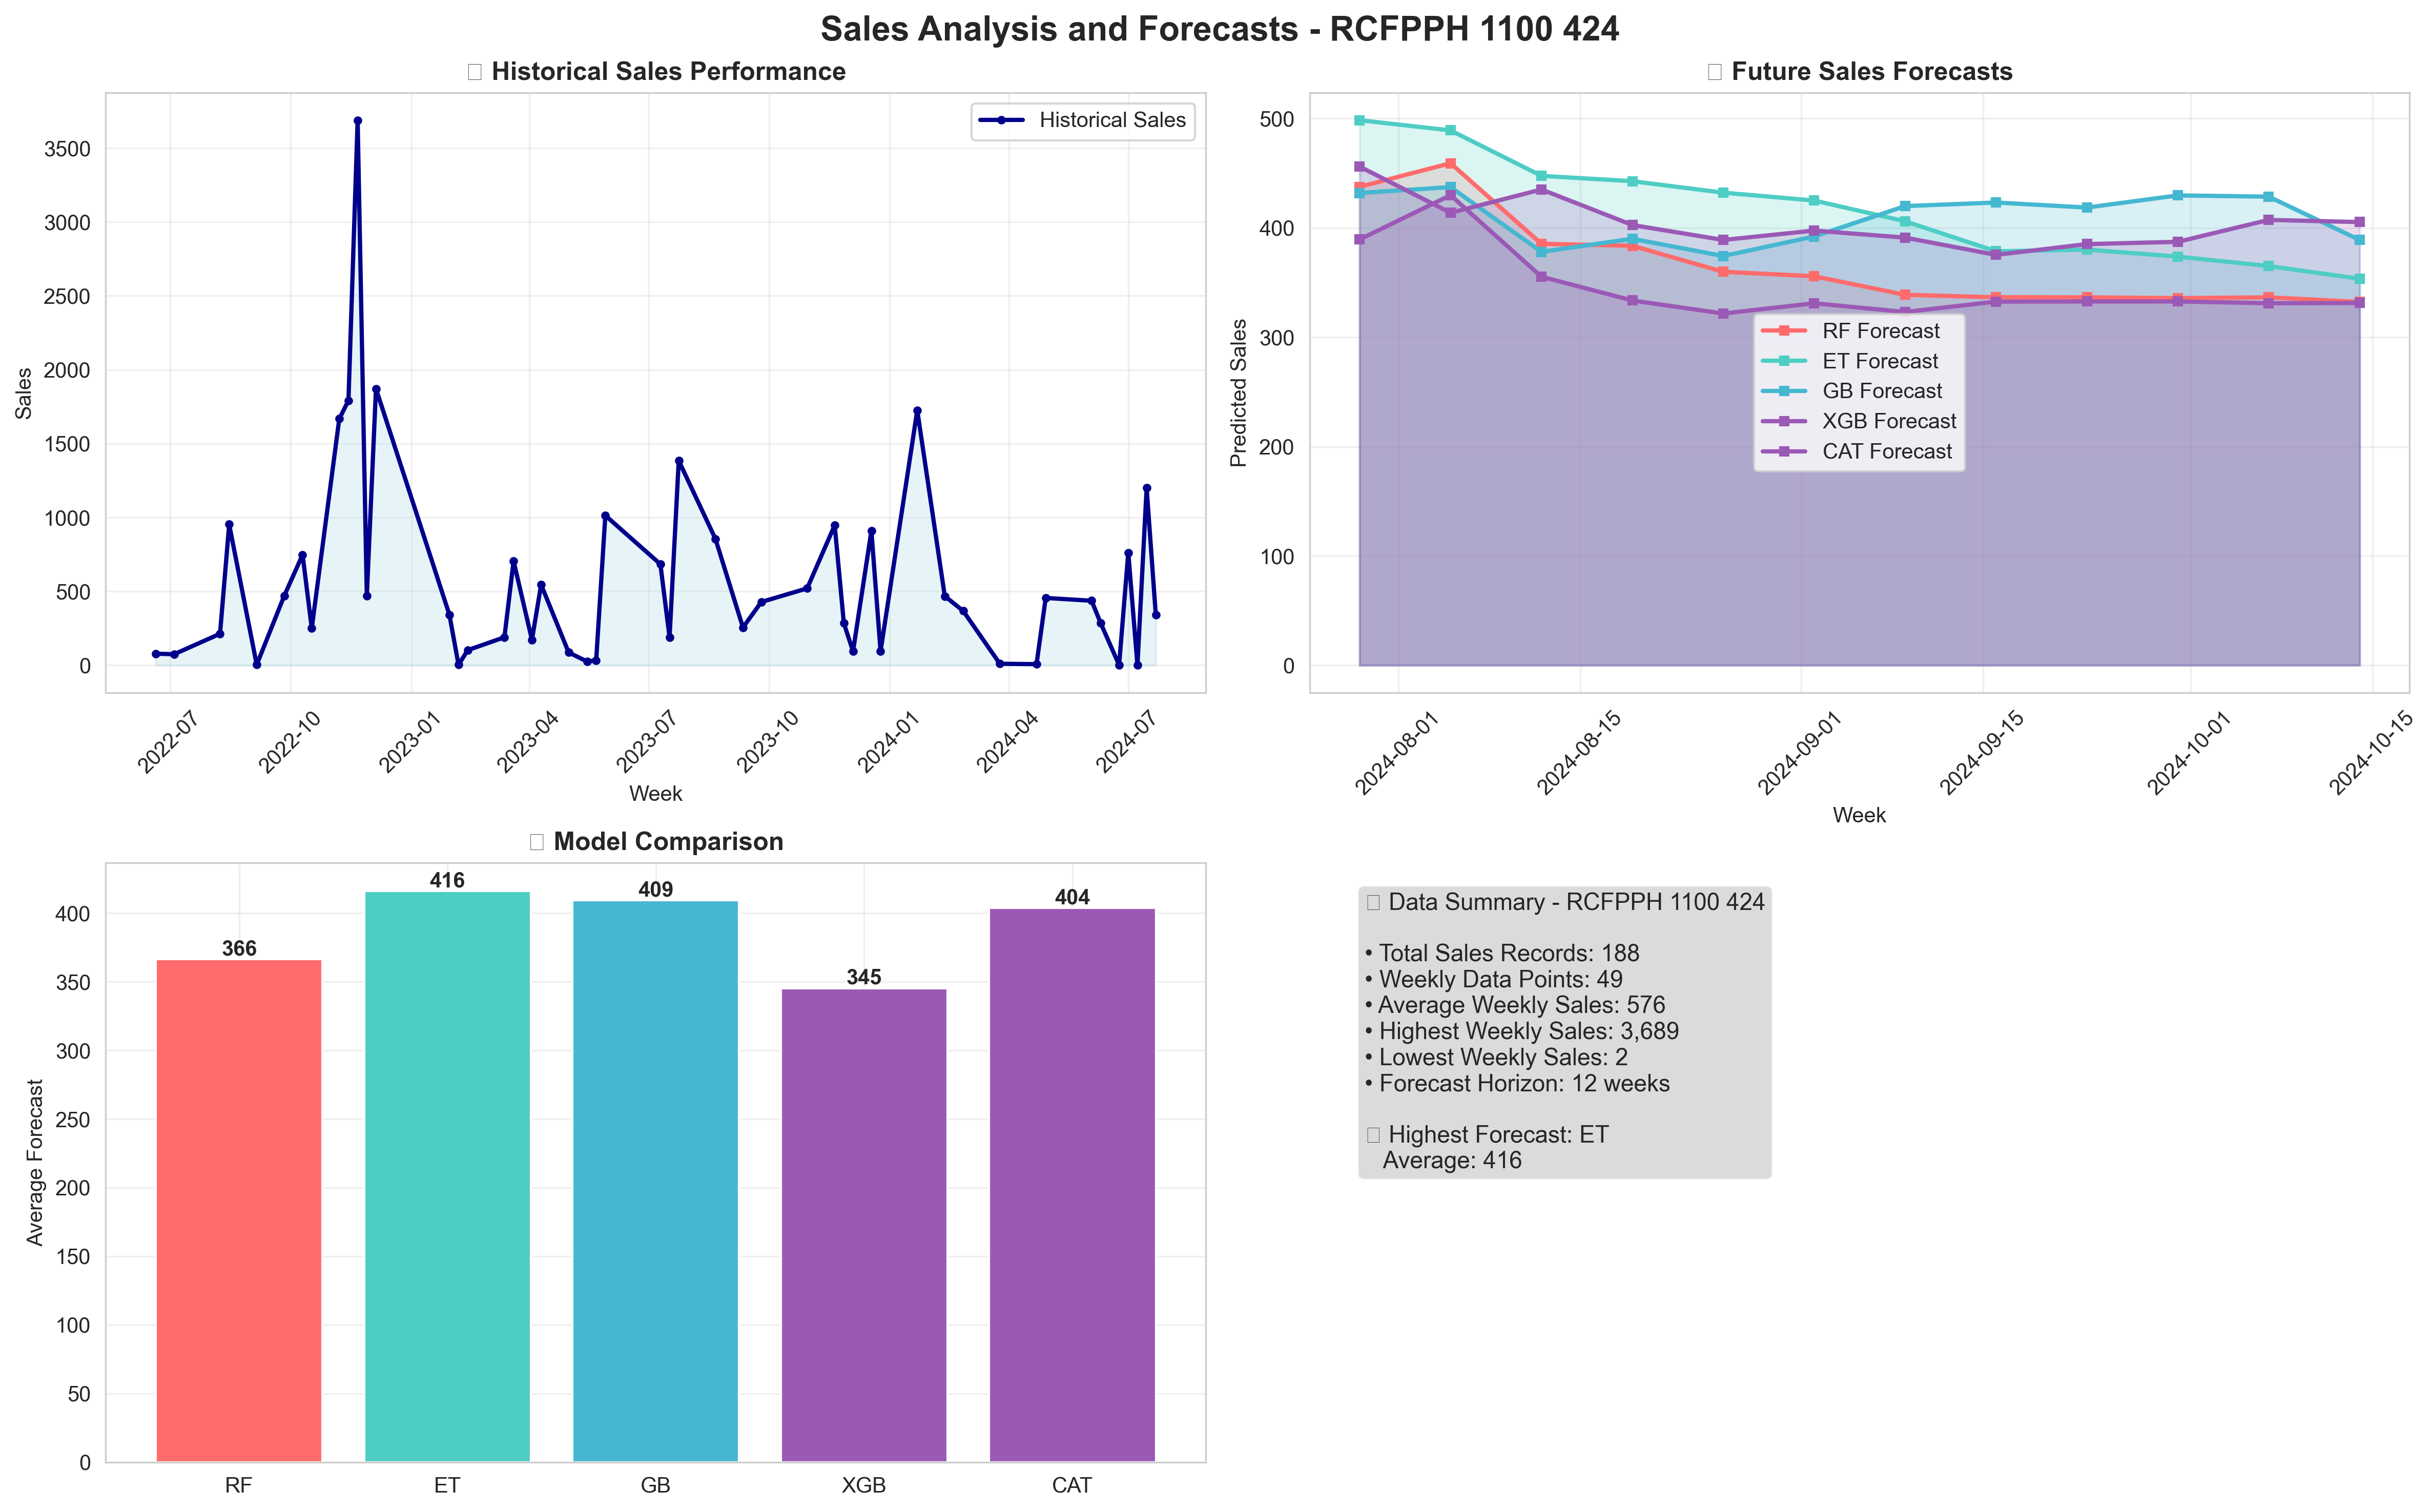 Sales Analysis and Forecasts - RCFPPH 1100 424
Historical Sales Performance
Historical Sales
Sales
3500
3000
2500
2000
1500
1000
500
0
2022-07
2022-10
2023-01
2023-04
2023-07
2023-10
2024-01
2024-04
2024-07
Week
Future Sales Forecasts
Predicted Sales
500
400
300
200
100
0
RF Forecast
ET Forecast
GB Forecast
XGB Forecast
CAT Forecast
2024-08-01
2024-08-15
2024-09-01
2024-09-15
2024-10-01
2024-10-15
Week
Model Comparison
Average Forecast
400
350
300
250
200
150
100
50
0
366
416
409
345
404
RF
ET
GB
XGB
CAT
Data Summary - RCFPPH 1100 424
• Total Sales Records: 188
• Weekly Data Points: 49
• Average Weekly Sales: 576
• Highest Weekly Sales: 3,689
• Lowest Weekly Sales: 2
• Forecast Horizon: 12 weeks
Highest Forecast: ET
Average: 416